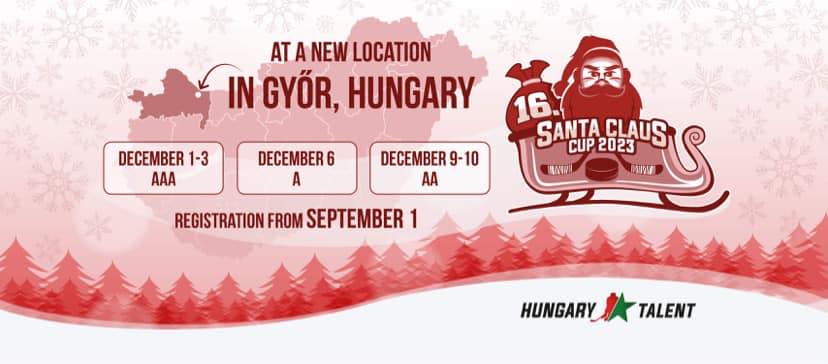 AT A NEW LOCATION
IN GYŐR, HUNGARY
DECEMBER 1-3
AAA
DECEMBER 6
A
DECEMBER 9-10
AA
REGISTRATION FROM SEPTEMBER 1
16.
SANTA CLAUS
CUP 2023
HUNGARY TALENT